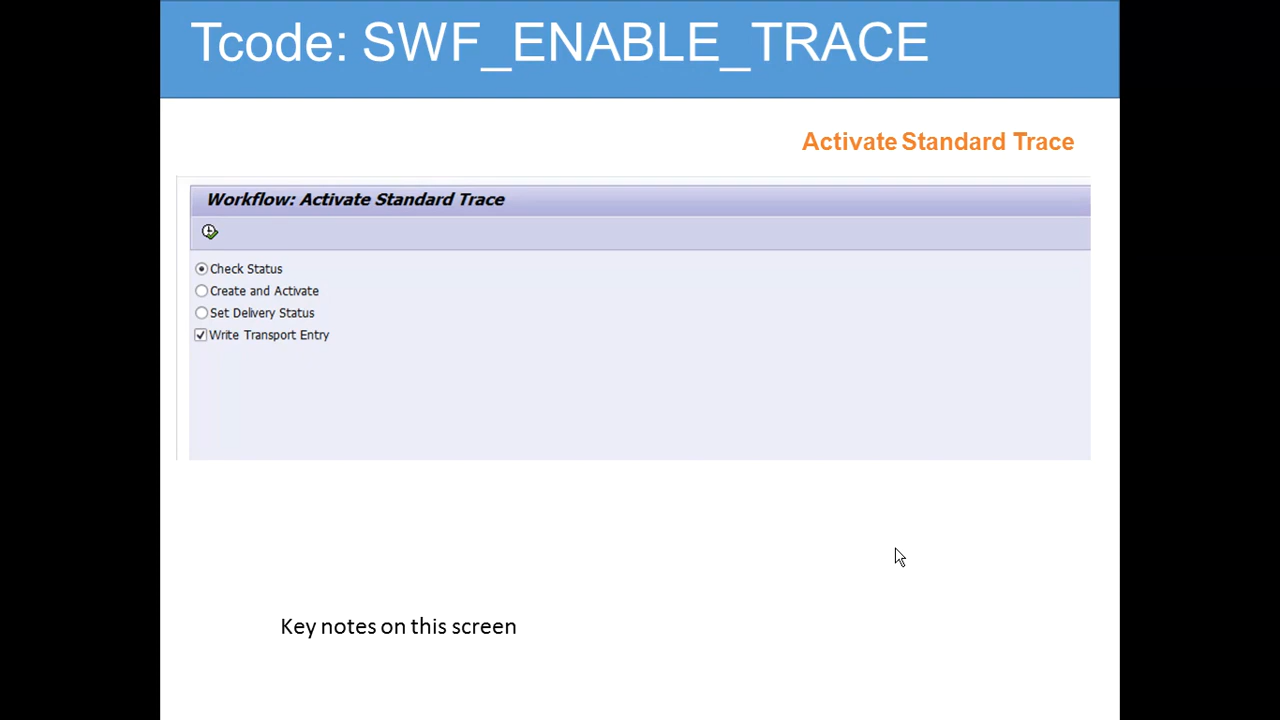 Tcode: SWF_ENABLE_TRACE
Activate Standard Trace
Workflow: Activate Standard Trace
Check Status
Create and Activate
Set Delivery Status
Write Transport Entry
Key notes on this screen